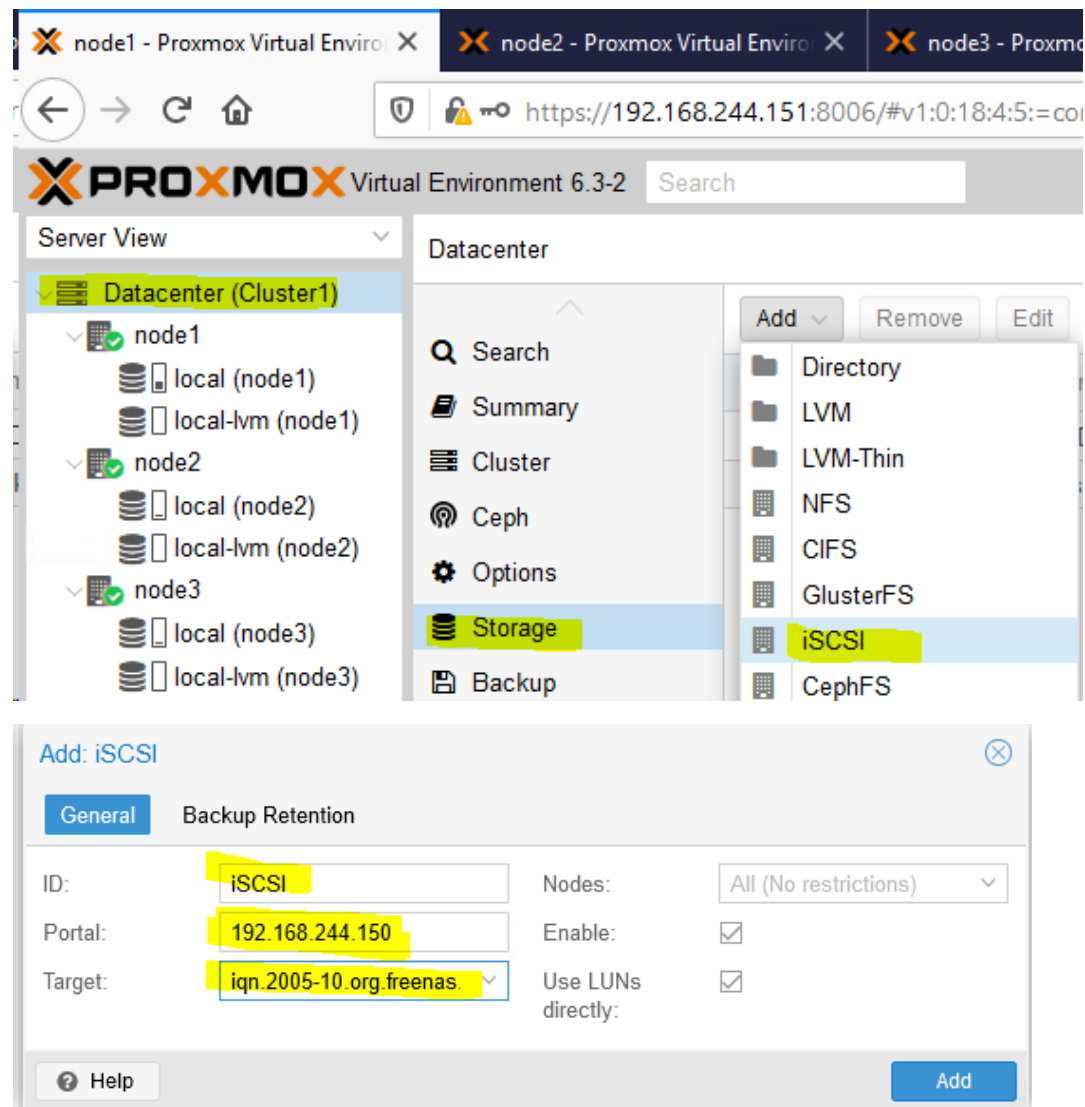 node1 - Proxmox Virtual Enviro
node2 - Proxmox Virtual Enviro
node3 - Proxmo
https://192.168.244.151:8006/#v1:0:18:4:5:=co
PROXMOX Virtual Environment 6.3-2 Search
Server View
Datacenter
Datacenter (Cluster1)
node1
local (node1)
local-lvm (node1)
node2
local (node2)
local-lvm (node2)
node3
local (node3)
local-lvm (node3)
Search
Summary
Cluster
Ceph
Options
Storage
Backup
Add Remove Edit
Directory
LVM
LVM-Thin
NFS
CIFS
GlusterFS
iSCSI
CephFS
Add: iSCSI
General Backup Retention
ID: iSCSI
Portal: 192.168.244.150
Target: iqn.2005-10.org.freenas.
Nodes: All (No restrictions)
Enable:
Use LUNs
directly:
Help
Add